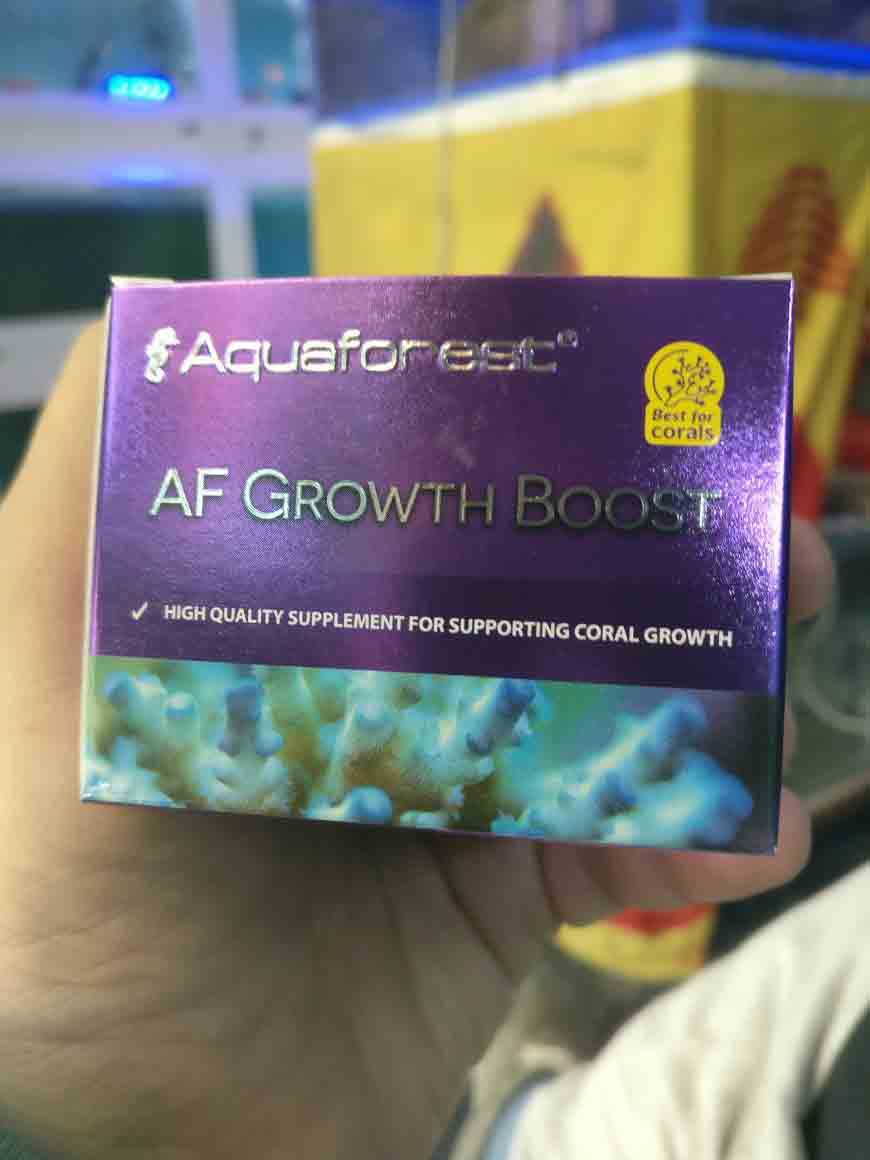 Aquaforest®
Best for
corals
AF GROWTH BOOST
✓ HIGH QUALITY SUPPLEMENT FOR SUPPORTING CORAL GROWTH